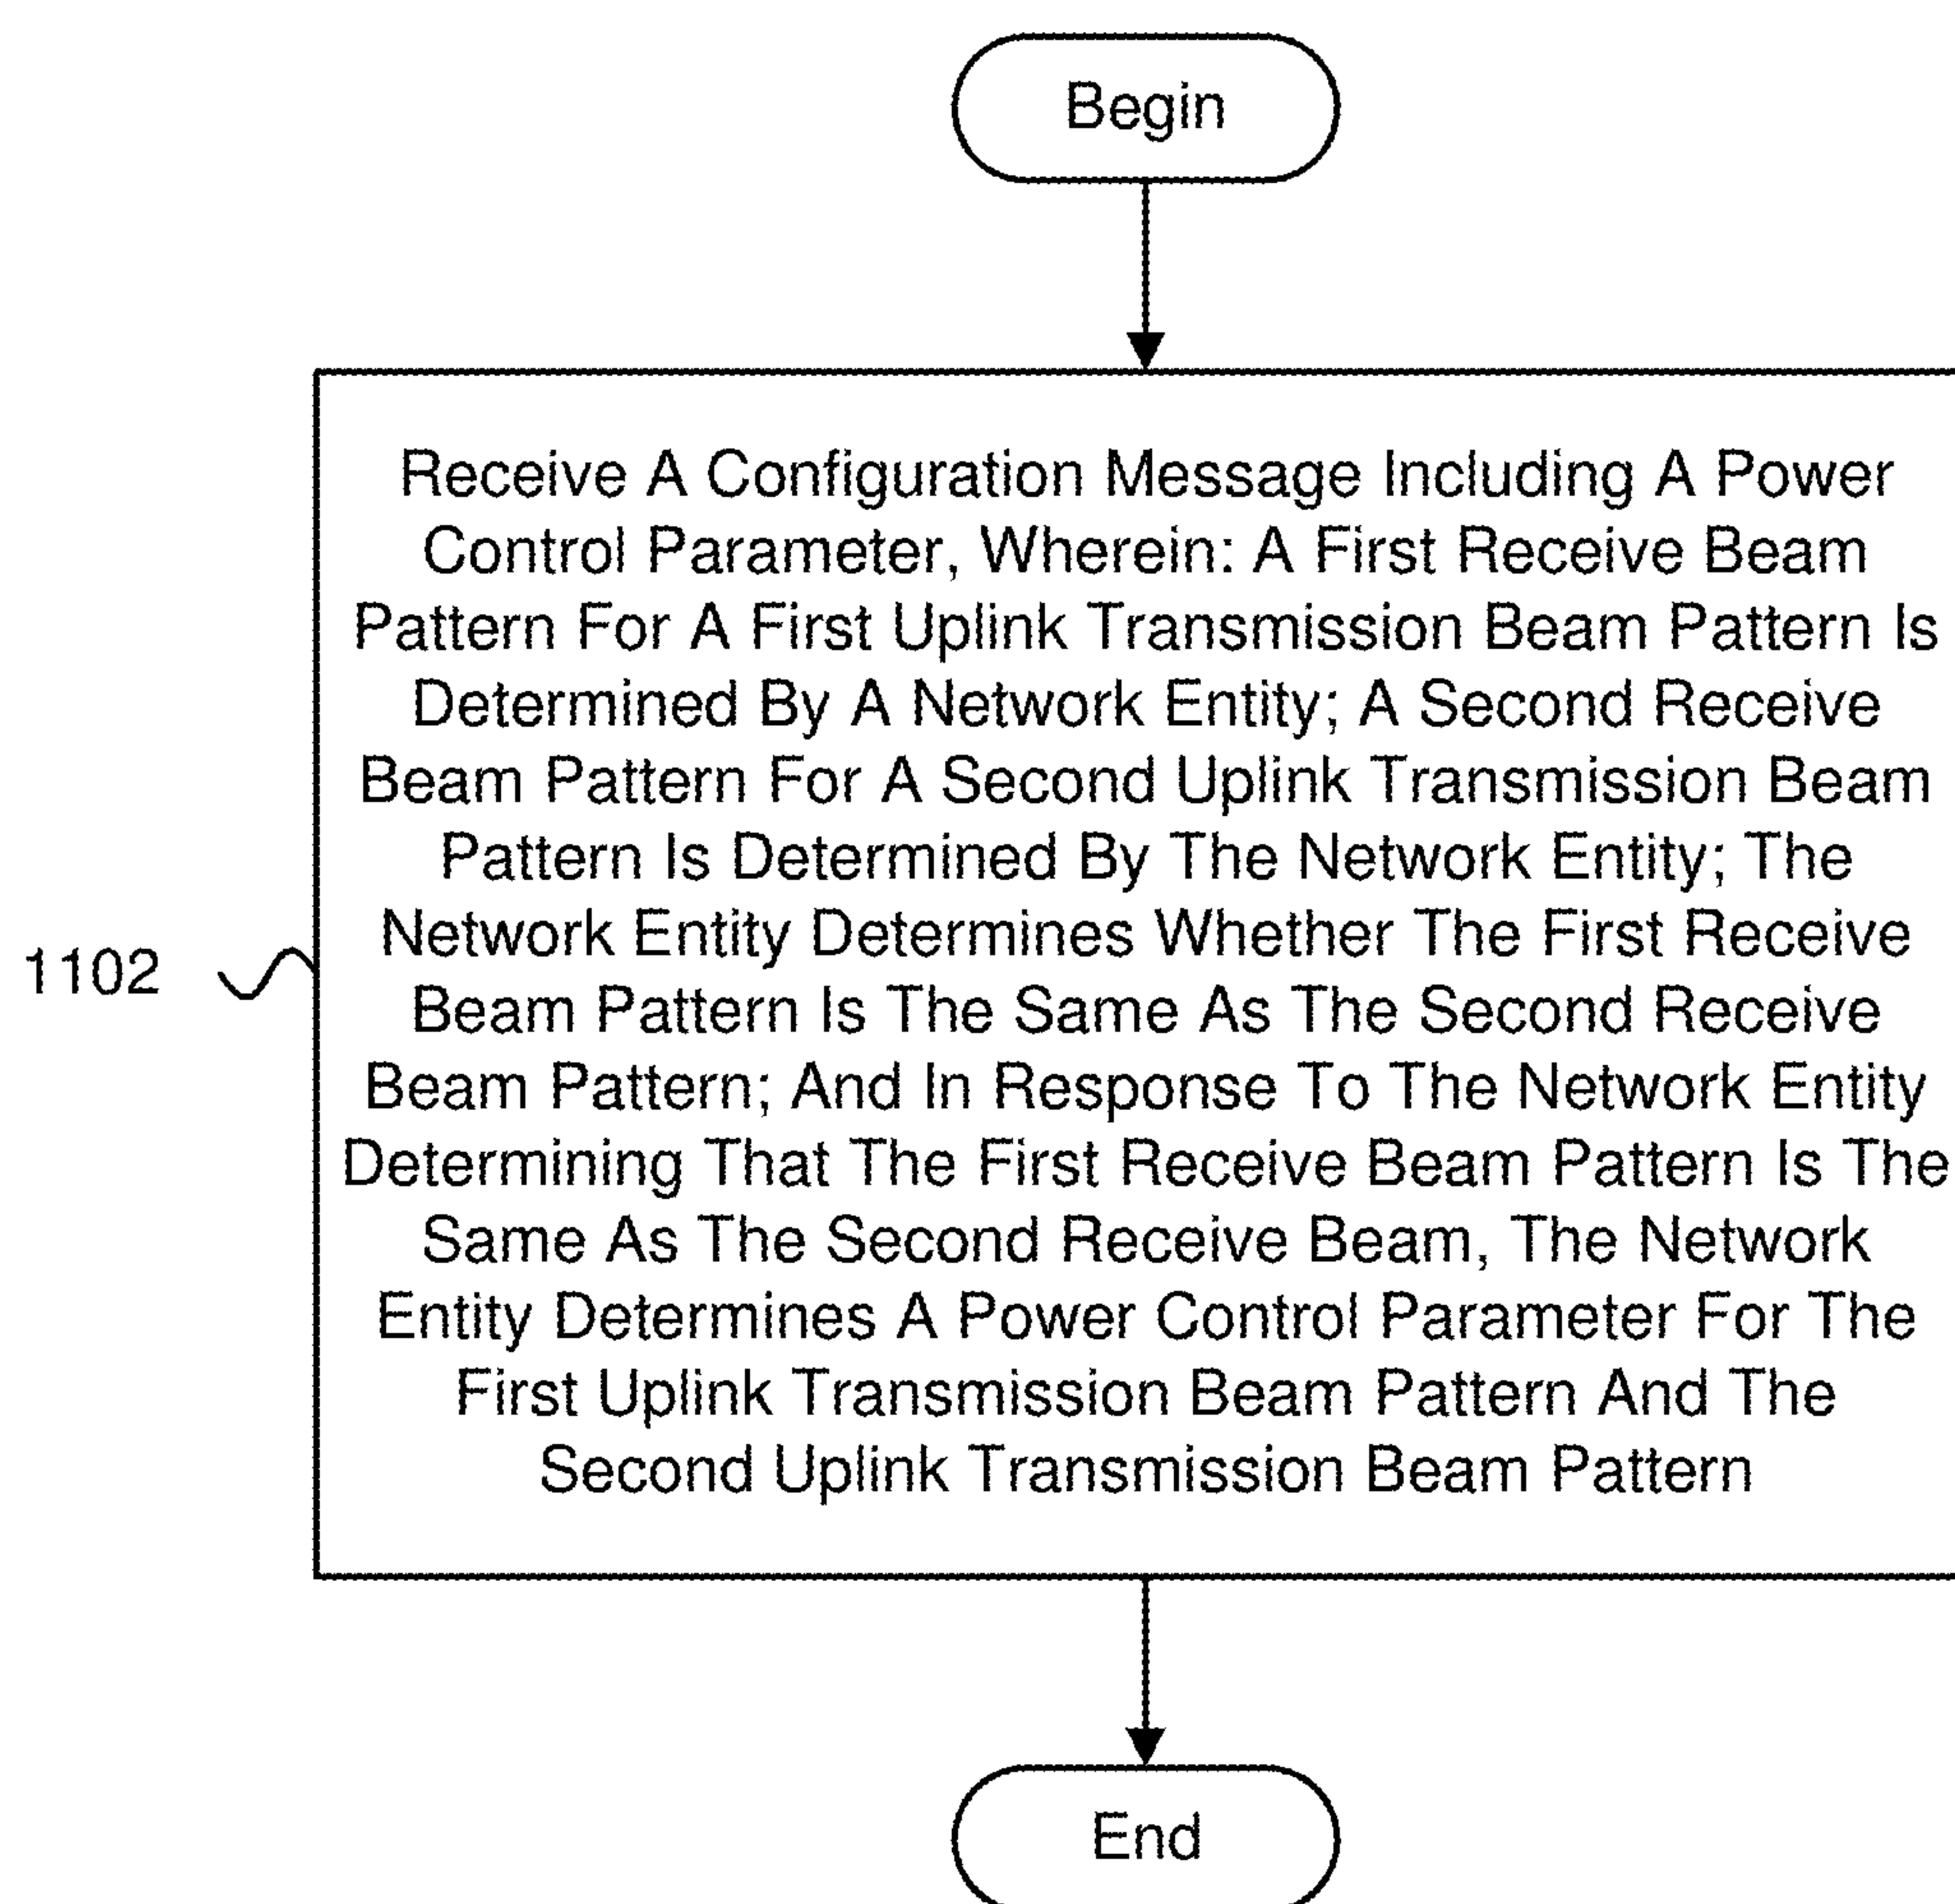 Begin
Receive A Configuration Message Including A Power
Control Parameter, Wherein: A First Receive Beam
Pattern For A First Uplink Transmission Beam Pattern Is
Determined By A Network Entity; A Second Receive
Beam Pattern For A Second Uplink Transmission Beam
Pattern Is Determined By The Network Entity; The
Network Entity Determines Whether The First Receive
Beam Pattern Is The Same As The Second Receive
Beam Pattern; And In Response To The Network Entity
Determining That The First Receive Beam Pattern Is The
Same As The Second Receive Beam, The Network
Entity Determines A Power Control Parameter For The
First Uplink Transmission Beam Pattern And The
Second Uplink Transmission Beam Pattern
1102
End